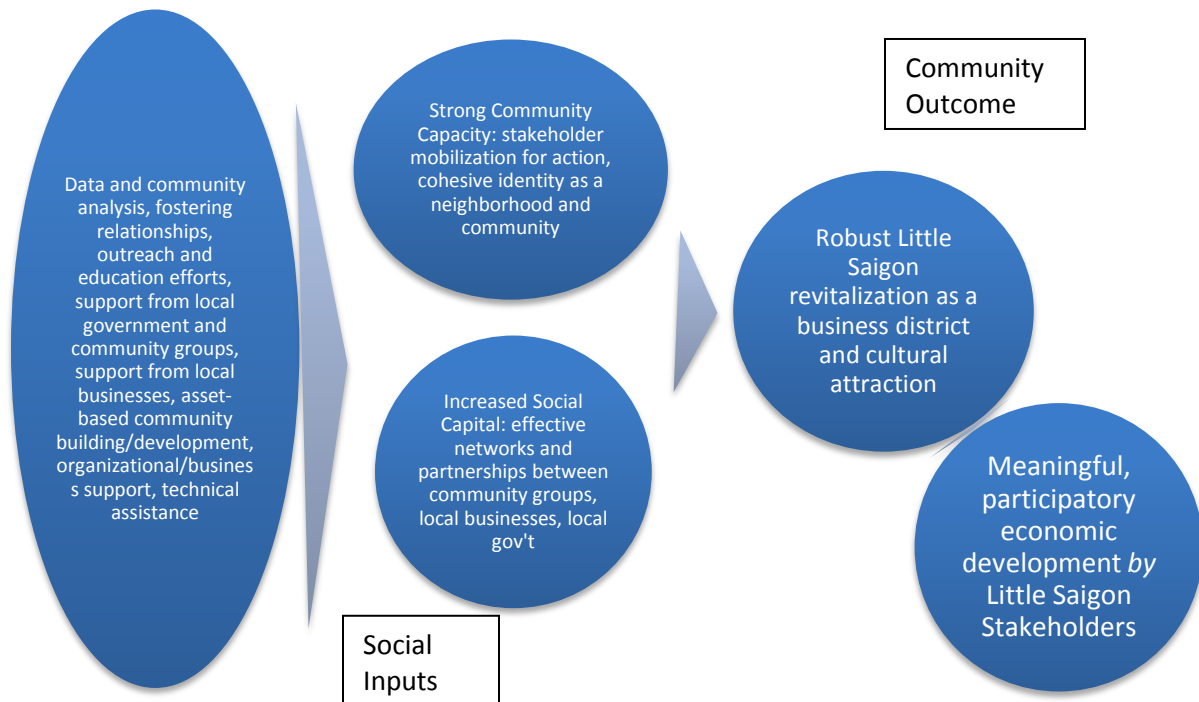 Data and community
analysis, fostering
relationships,
outreach and
education efforts,
support from local
government and
community groups,
support from local
businesses, asset-
based community
building/development,
organizational/busines
s support, technical
assistance
Strong Community
Capacity: stakeholder
mobilization for action,
cohesive identity as a
neighborhood and
community
Increased Social
Capital: effective
networks and
partnerships between
community groups,
local businesses, local
gov't
Social
Inputs
Community
Outcome
Robust Little
Saigon
revitalization as a
business district
and cultural
attraction
Meaningful,
participatory
economic
development by
Little Saigon
Stakeholders